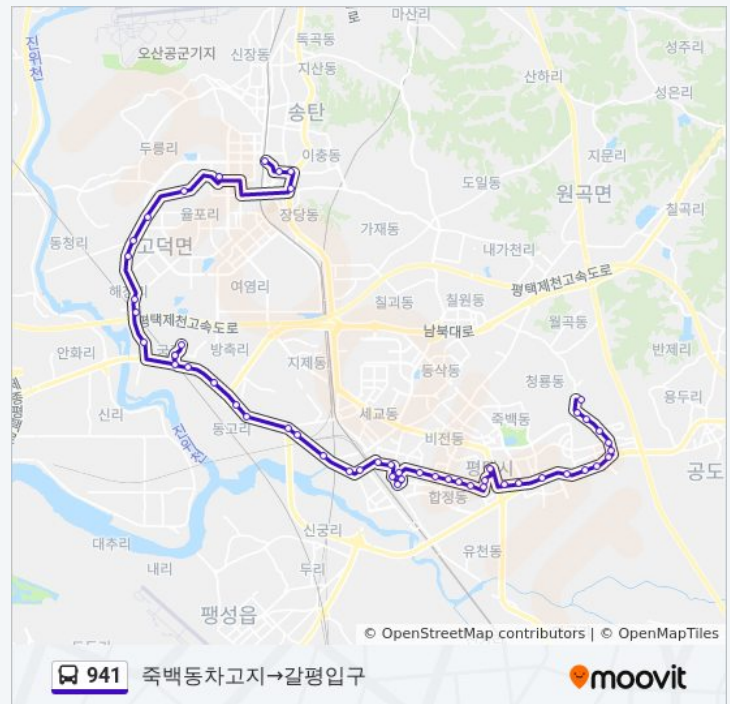 마산리
진위천
오산공군기지
신장동
독곡동
성주리
지산동
산하리
성은리
송탄
두릉리
이충동
지문리
도일동
원곡면
율포리
장당동
칠곡리
가재동
동청리
고덕면
내가천리
여염리
평택제천고속도로
칠괴동
칠원동
평택제천고속도로
남북대로
월곡동
안화리
방축리
지제동
반제리
동삭동
청룡동
용두리
신리
세교동
죽백동
동고리
비전동
공도
합정동
신궁리
대추리
유천동
내리
두리
팽성읍
© OpenStreetMap contributors | © OpenMapTiles
941 죽백동차고지→갈평입구
moovit